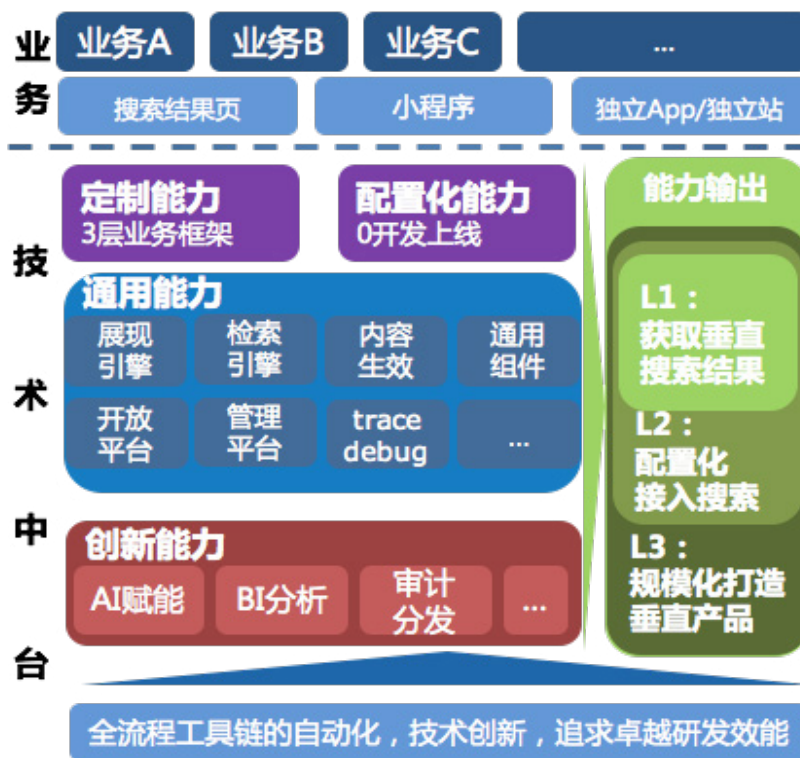 业务
业务A
业务B
业务C
...
搜索结果页
小程序
独立App/独立站
技术中台
定制能力
3层业务框架
配置化能力
0开发上线
通用能力
展现
引擎
检索
引擎
内容
生效
通用
组件
开放
平台
管理
平台
trace
debug
...
创新能力
AI赋能
BI分析
审计
分发
...
能力输出
L1：
获取垂直
搜索结果
L2：
配置化
接入搜索
L3：
规模化打造
垂直产品
全流程工具链的自动化，技术创新，追求卓越研发效能